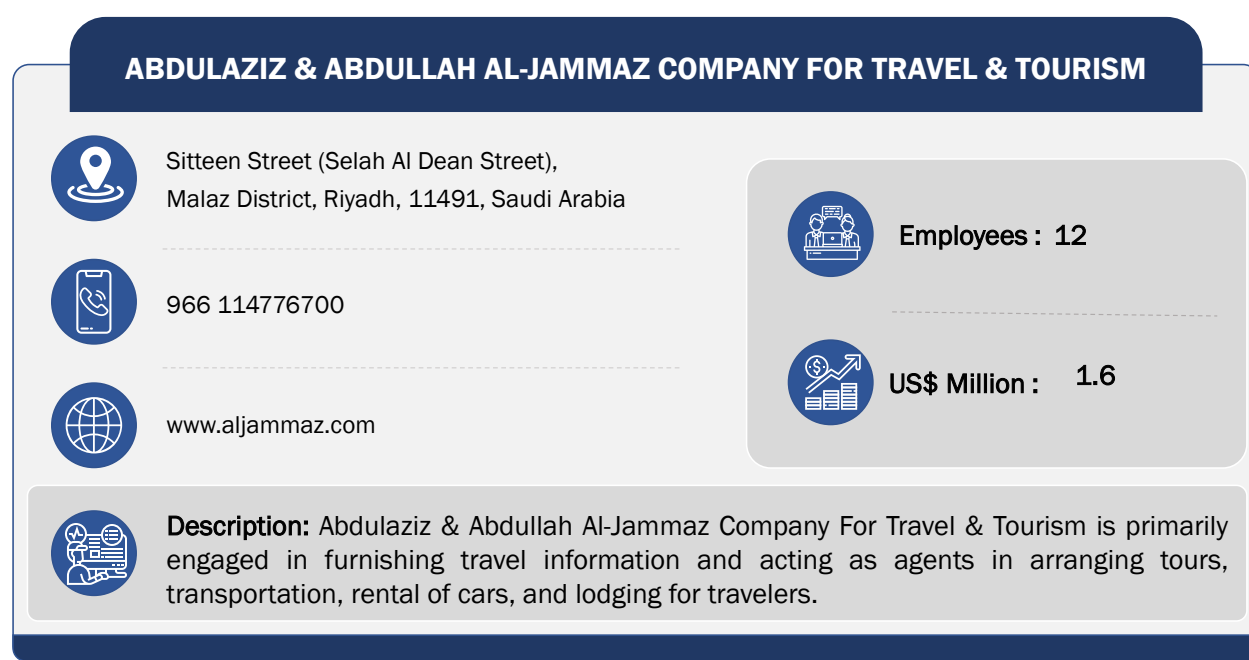 ABDULAZIZ & ABDULLAH AL-JAMMAZ COMPANY FOR TRAVEL & TOURISM
Sitteen Street (Selah Al Dean Street),
Malaz District, Riyadh, 11491, Saudi Arabia
966 114776700
www.aljammaz.com
Employees : 12
US$ Million : 1.6
Description: Abdulaziz & Abdullah Al-Jammaz Company For Travel & Tourism is primarily
engaged in furnishing travel information and acting as agents in arranging tours,
transportation, rental of cars, and lodging for travelers.